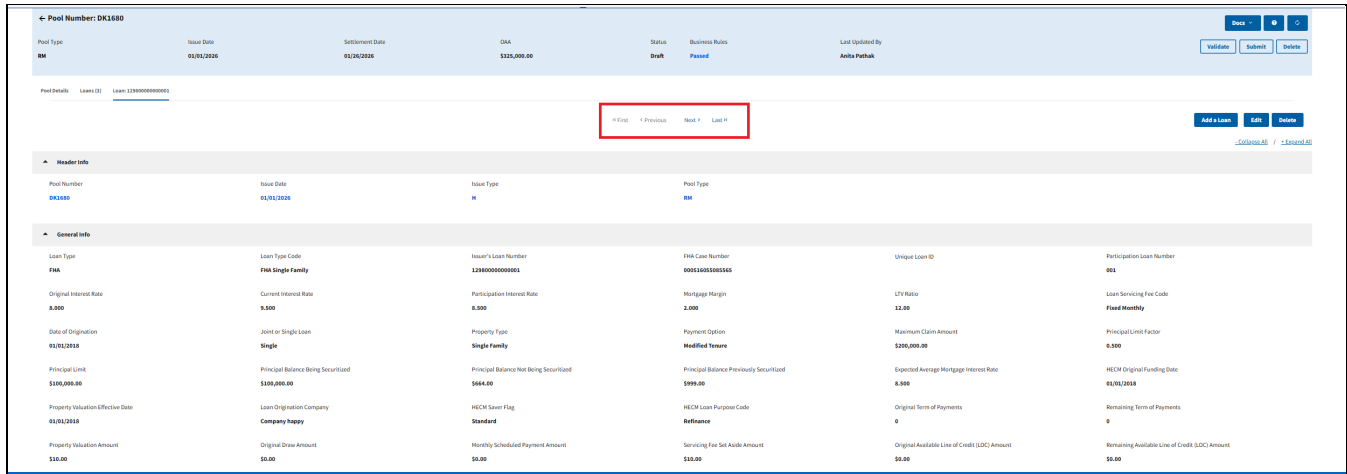 ← Pool Number: DK1680
Docs
Pool Type Issue Date Settlement Date OAA Status Business Rules Last Updated By
Validate Submit Delete
RM 01/01/2026 01/26/2026 $325,000.00 Draft Passed Anita Pathak
Pool Details Loans (3) Loan: 129800000000001
« First ‹ Previous Next › Last »
Add a Loan Edit Delete
- Collapse All / + Expand All
Header Info
Pool Number Issue Date Issue Type Pool Type
DK1680 01/01/2026 H RM
General Info
Loan Type Loan Type Code Issuer's Loan Number FHA Case Number Unique Loan ID Participation Loan Number
FHA FHA Single Family 129800000000001 000516055085565 001
Original Interest Rate Current Interest Rate Participation Interest Rate Mortgage Margin LTV Ratio Loan Servicing Fee Code
8.000 9.500 8.500 2.000 12.00 Fixed Monthly
Date of Origination Joint or Single Loan Property Type Payment Option Maximum Claim Amount Principal Limit Factor
01/01/2018 Single Single Family Modified Tenure $200,000.00 0.500
Principal Limit Principal Balance Being Securitized Principal Balance Not Being Securitized Principal Balance Previously Securitized Expected Average Mortgage Interest Rate HECM Original Funding Date
$100,000.00 $100,000.00 $664.00 $999.00 8.500 01/01/2018
Property Valuation Effective Date Loan Origination Company HECM Saver Flag HECM Loan Purpose Code Original Term of Payments Remaining Term of Payments
01/01/2018 Company happy Standard Refinance 0 0
Property Valuation Amount Original Draw Amount Monthly Scheduled Payment Amount Servicing Fee Set Aside Amount Original Available Line of Credit (LOC) Amount Remaining Available Line of Credit (LOC) Amount
$10.00 $0.00 $0.00 $10.00 $0.00 $0.00